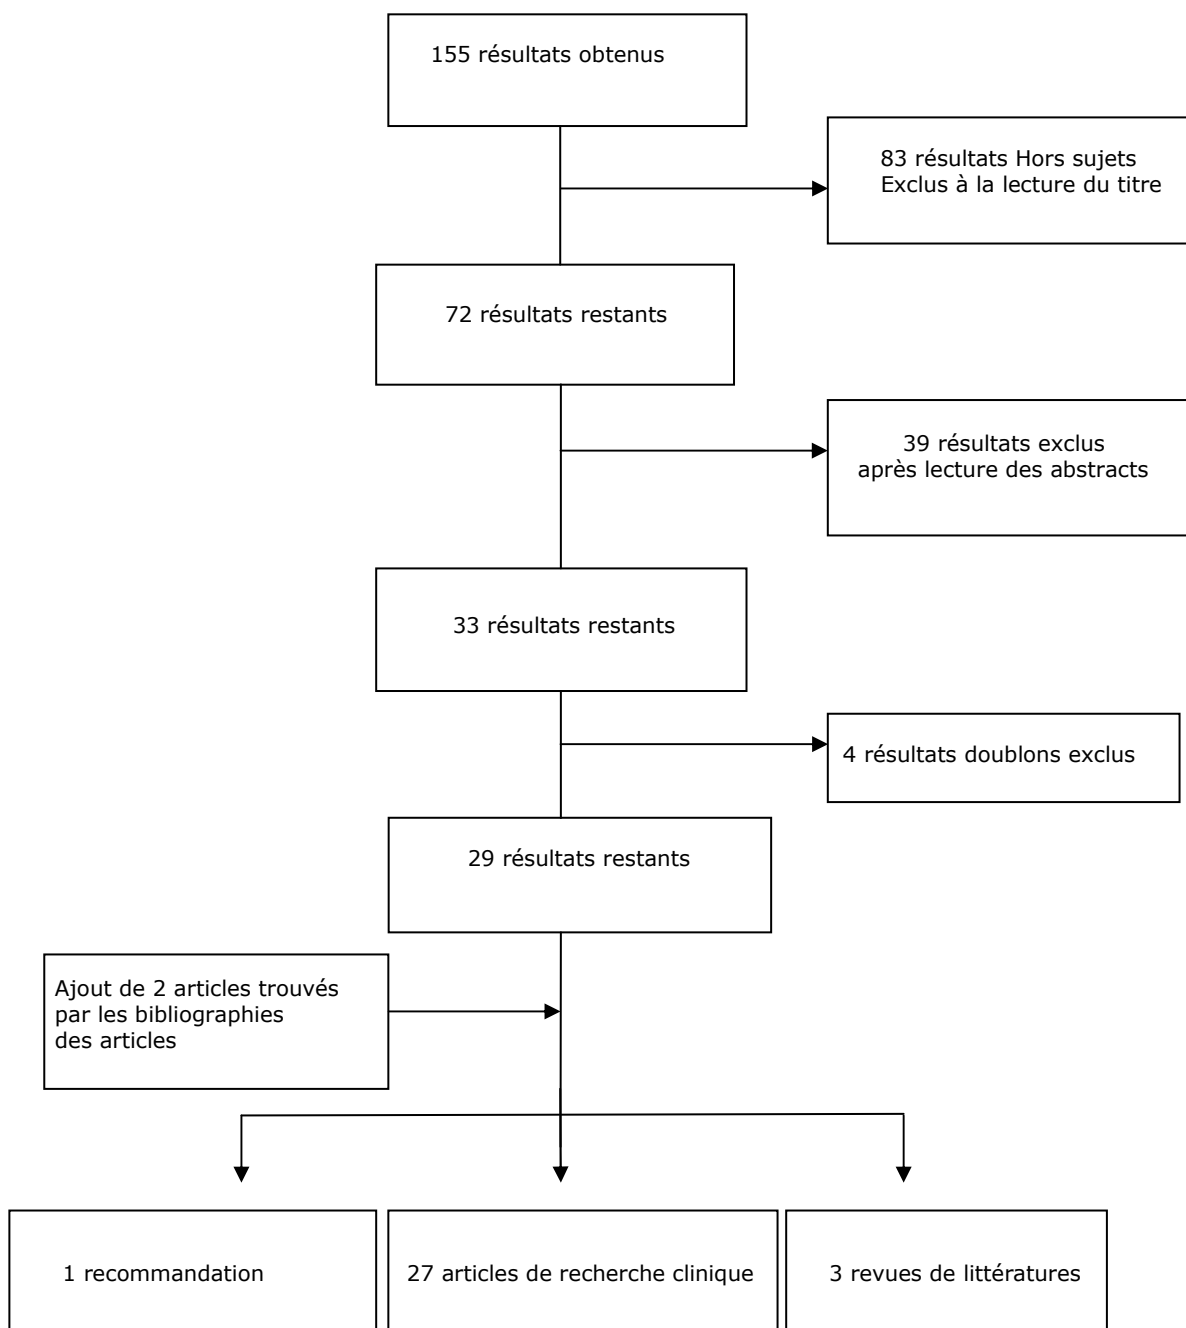 155 résultats obtenus
83 résultats Hors sujets
Exclus à la lecture du titre
72 résultats restants
39 résultats exclus
après lecture des abstracts
33 résultats restants
4 résultats doublons exclus
29 résultats restants
Ajout de 2 articles trouvés
par les bibliographies
des articles
1 recommandation
27 articles de recherche clinique
3 revues de littératures